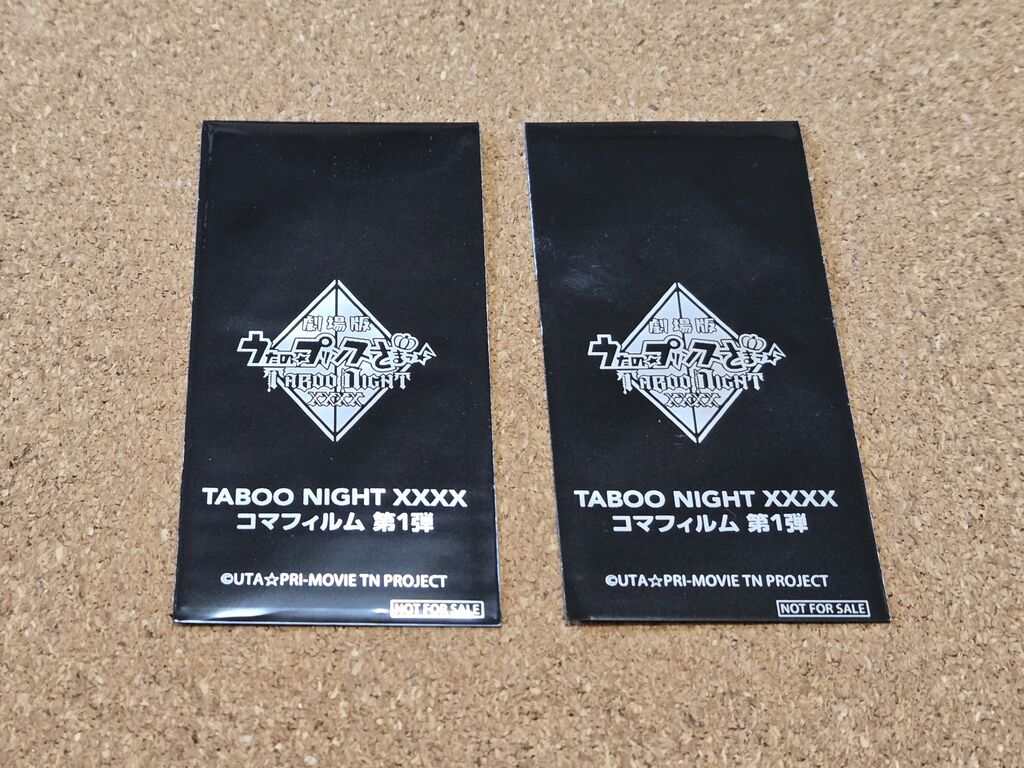 劇場版
うたの☆プリンスさまっ♪
TABOO NIGHT
XXXX
TABOO NIGHT XXXX
コマフィルム 第1弾
©UTA☆PRI-MOVIE TN PROJECT
NOT FOR SALE
劇場版
うたの☆プリンスさまっ♪
TABOO NIGHT
XXXX
TABOO NIGHT XXXX
コマフィルム 第1弾
©UTA☆PRI-MOVIE TN PROJECT
NOT FOR SALE